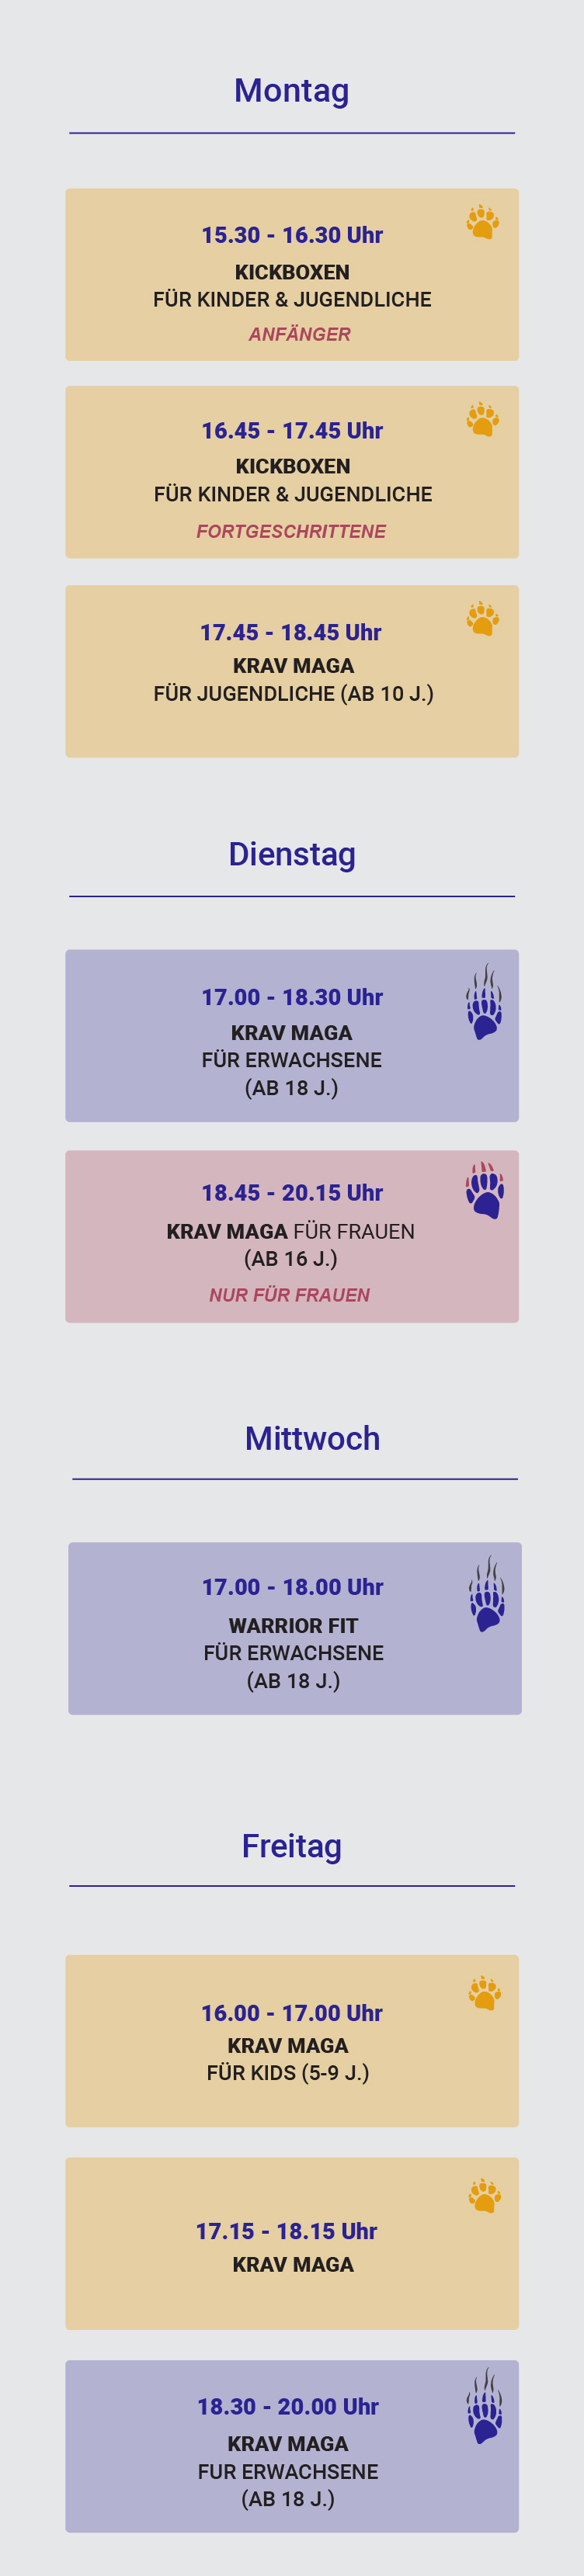 Montag
15.30 - 16.30 Uhr
KICKBOXEN
FÜR KINDER & JUGENDLICHE
ANFÄNGER
16.45 - 17.45 Uhr
KICKBOXEN
FÜR KINDER & JUGENDLICHE
FORTGESCHRITTENE
17.45 - 18.45 Uhr
KRAV MAGA
FÜR JUGENDLICHE (AB 10 J.)
Dienstag
17.00 - 18.30 Uhr
KRAV MAGA
FÜR ERWACHSENE
(AB 18 J.)
18.45 - 20.15 Uhr
KRAV MAGA FÜR FRAUEN
(AB 16 J.)
NUR FÜR FRAUEN
Mittwoch
17.00 - 18.00 Uhr
WARRIOR FIT
FÜR ERWACHSENE
(AB 18 J.)
Freitag
16.00 - 17.00 Uhr
KRAV MAGA
FÜR KIDS (5-9 J.)
17.15 - 18.15 Uhr
KRAV MAGA
18.30 - 20.00 Uhr
KRAV MAGA
FUR ERWACHSENE
(AB 18 J.)